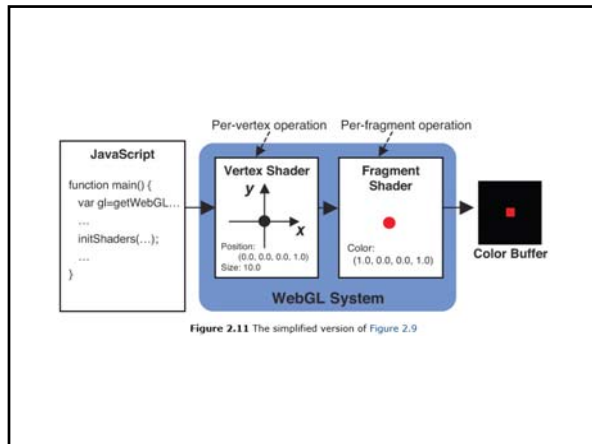 Per-vertex operation
Per-fragment operation
JavaScript
function main() {
var gl=getWebGL…
…
initShaders(…);
…
}
Vertex Shader
y
x
Position:
(0.0, 0.0, 0.0, 1.0)
Size: 10.0
Fragment
Shader
Color:
(1.0, 0.0, 0.0, 1.0)
Color Buffer
WebGL System
Figure 2.11 The simplified version of Figure 2.9